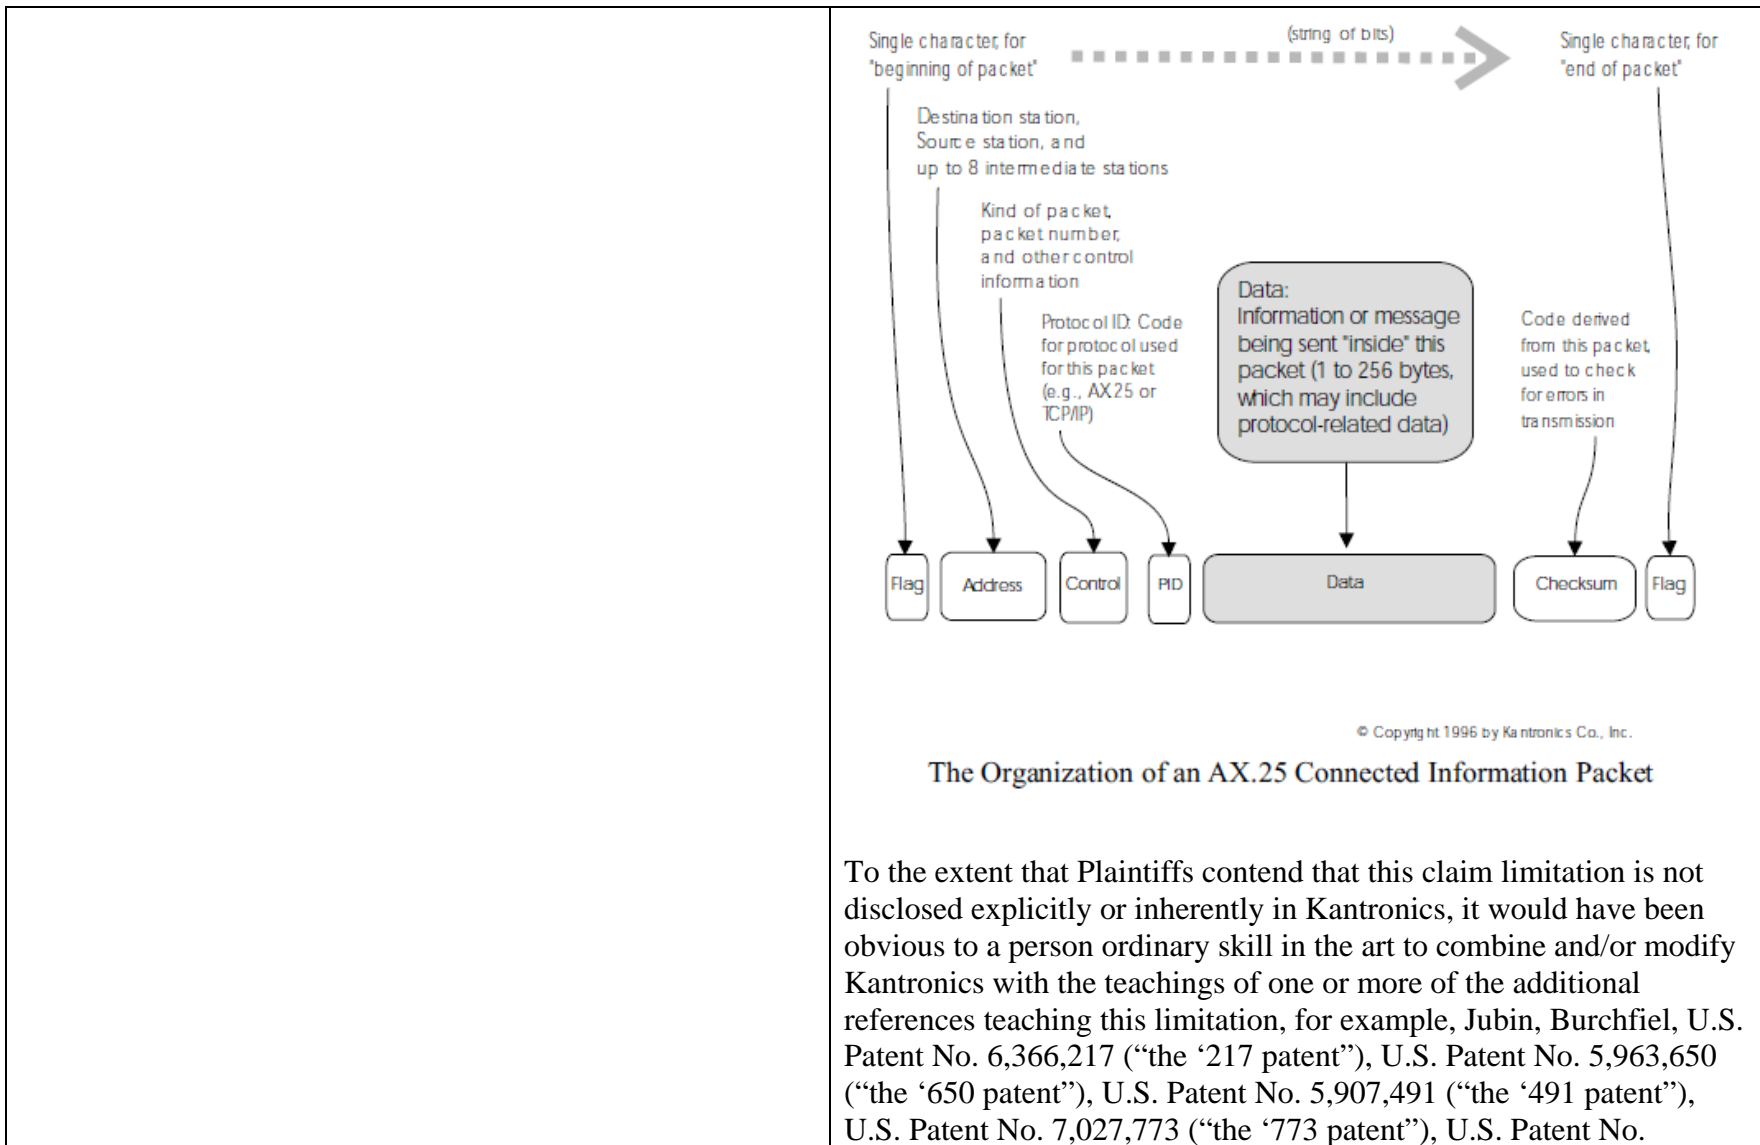 Single character, for
"beginning of packet"
(string of bits)
Single character, for
"end of packet"
Destination station,
Source station, and
up to 8 intermediate stations
Kind of packet,
packet number,
and other control
information
Protocol ID: Code
for protocol used
for this packet
(e.g., AX.25 or
TCP/IP)
Data:
Information or message
being sent "inside" this
packet (1 to 256 bytes,
which may include
protocol-related data)
Code derived
from this packet,
used to check
for errors in
transmission
Flag
Address
Control
PID
Data
Checksum
Flag
© Copyright 1996 by Kantronics Co., Inc.
The Organization of an AX.25 Connected Information Packet
To the extent that Plaintiffs contend that this claim limitation is not
disclosed explicitly or inherently in Kantronics, it would have been
obvious to a person ordinary skill in the art to combine and/or modify
Kantronics with the teachings of one or more of the additional
references teaching this limitation, for example, Jubin, Burchfiel, U.S.
Patent No. 6,366,217 (“the ‘217 patent”), U.S. Patent No. 5,963,650
(“the ‘650 patent”), U.S. Patent No. 5,907,491 (“the ‘491 patent”),
U.S. Patent No. 7,027,773 (“the ‘773 patent”), U.S. Patent No.